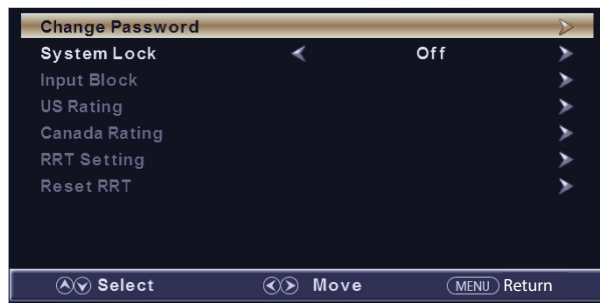 Change Password
System Lock Off
Input Block
US Rating
Canada Rating
RRT Setting
Reset RRT
Select Move MENU Return